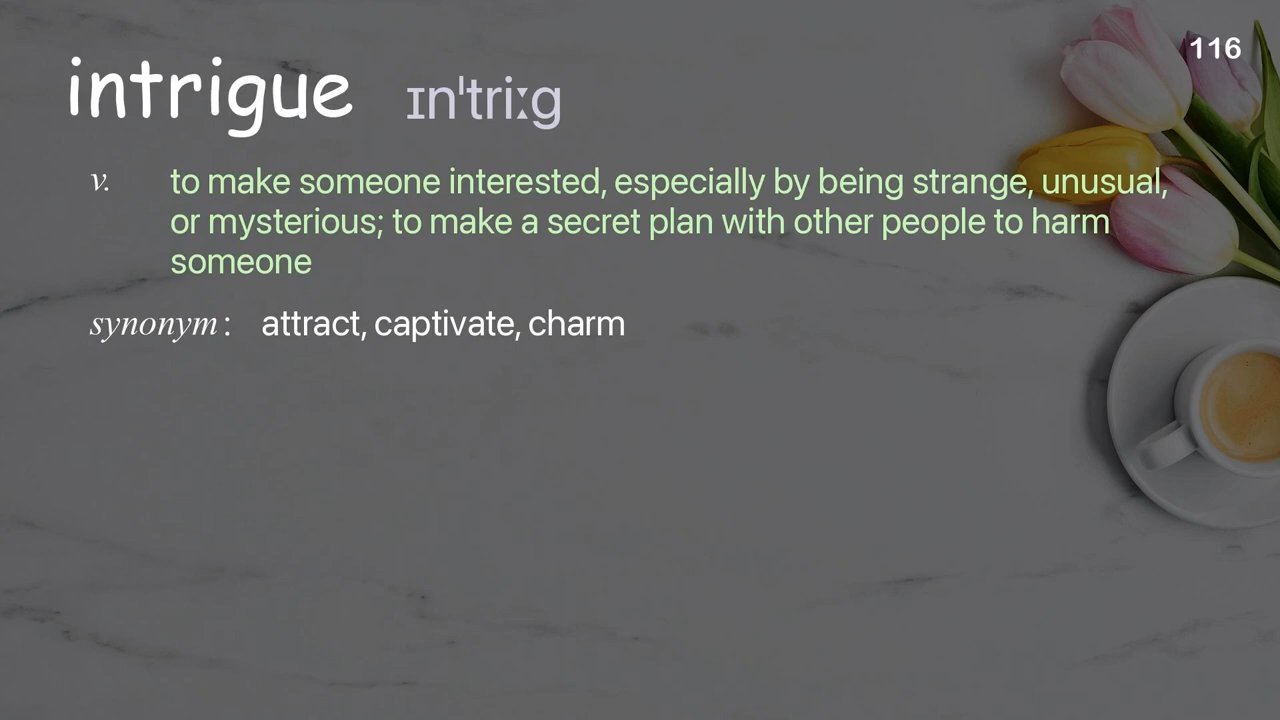 116
intrigue ɪnˈtriːg
v. to make someone interested, especially by being strange, unusual,
or mysterious; to make a secret plan with other people to harm
someone
synonym: attract, captivate, charm